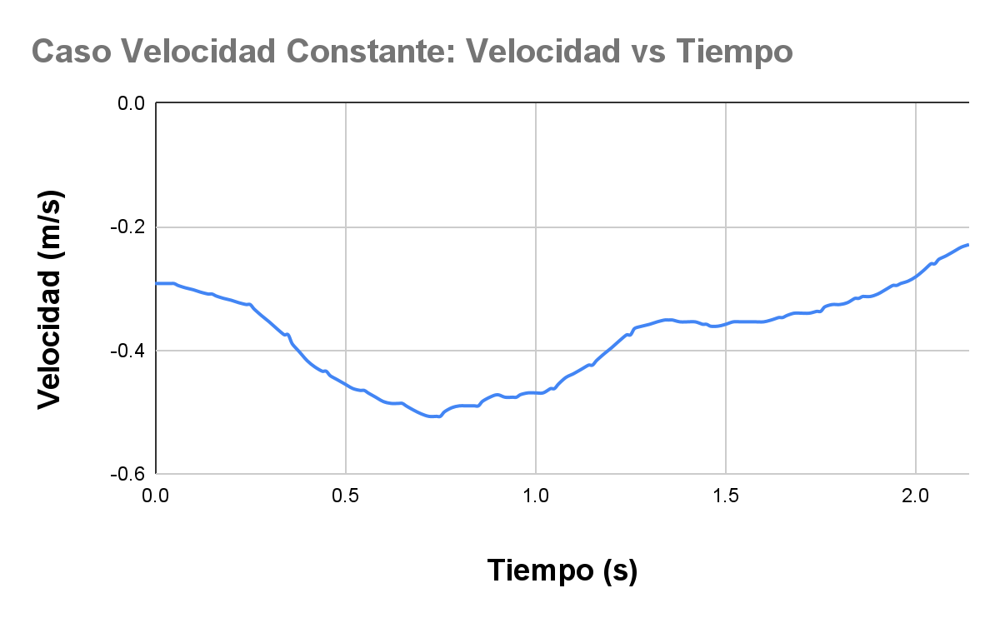 Caso Velocidad Constante: Velocidad vs Tiempo
Velocidad (m/s)
0.0
-0.2
-0.4
-0.6
0.0 0.5 1.0 1.5 2.0
Tiempo (s)